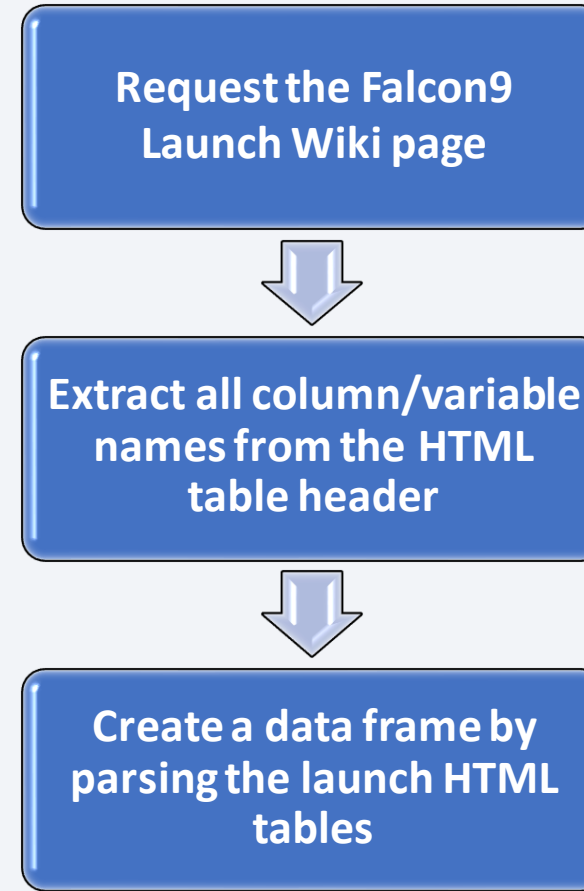 Request the Falcon9
Launch Wiki page
Extract all column/variable
names from the HTML
table header
Create a data frame by
parsing the launch HTML
tables